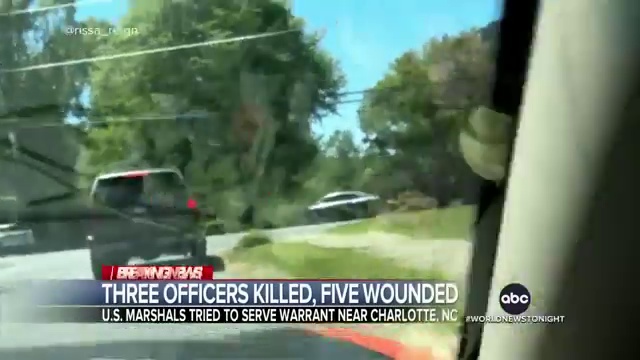 @rissa_reign
BREAKING NEWS
THREE OFFICERS KILLED, FIVE WOUNDED
U.S. MARSHALS TRIED TO SERVE WARRANT NEAR CHARLOTTE, NC
abc
#WORLDNEWSTONIGHT